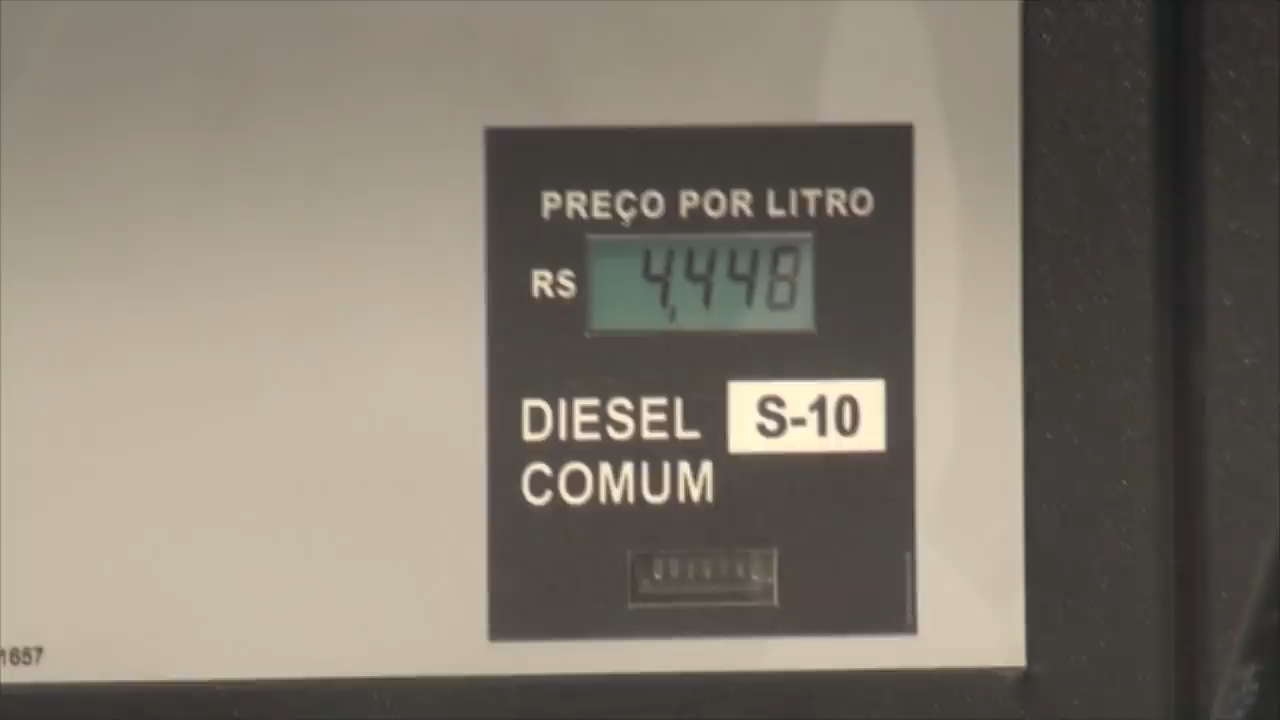 PREÇO POR LITRO
RS 4,448
DIESEL S-10
COMUM
1657